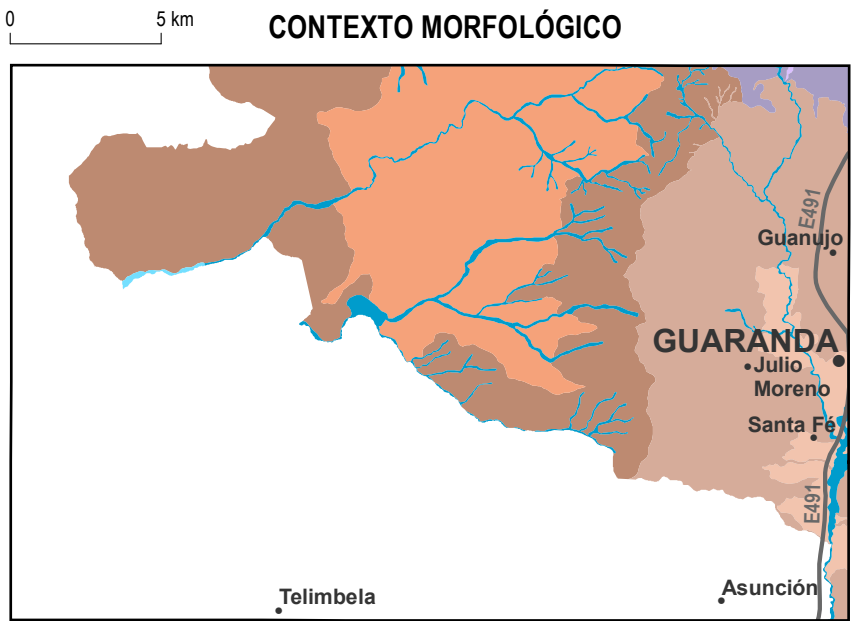 0 5 km
CONTEXTO MORFOLÓGICO
E491
Guanujo
GUARANDA
Julio
Moreno
Santa Fé
E491
Telimbela
Asunción